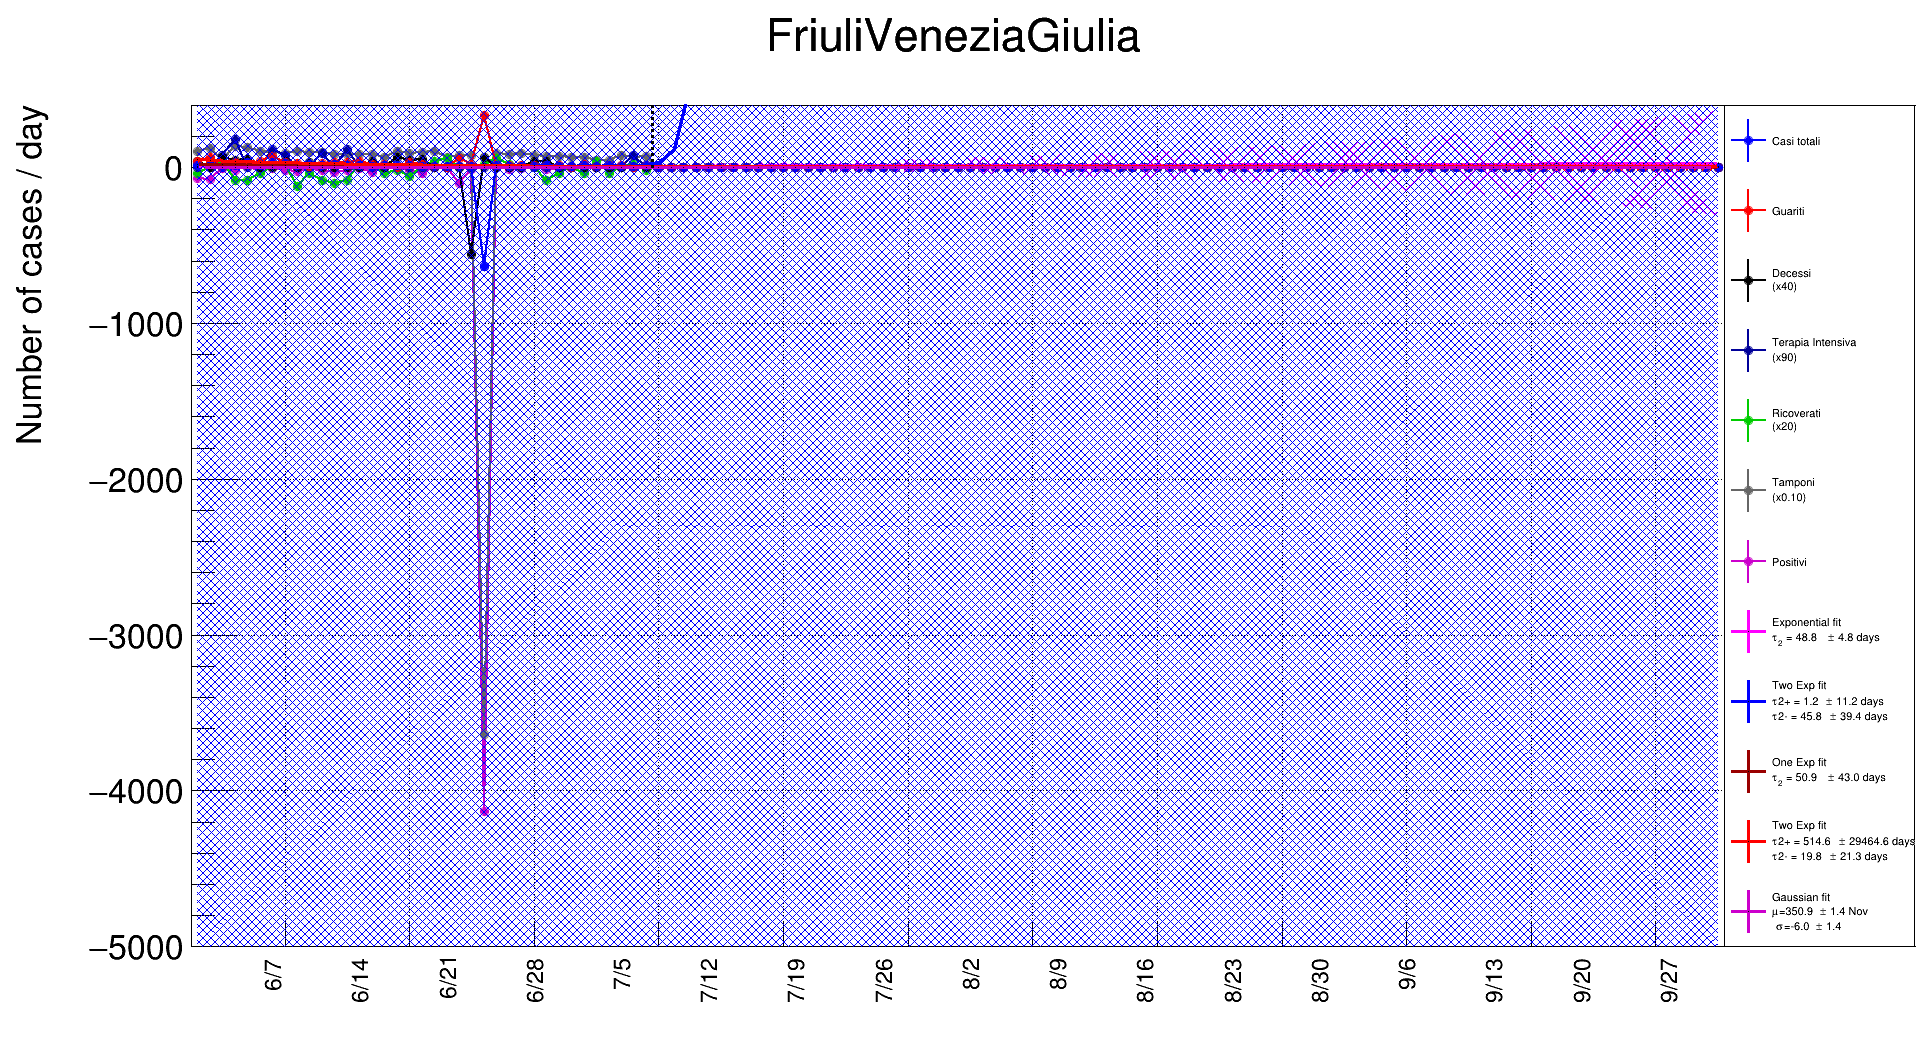 FriuliVeneziaGiulia
Number of cases / day
0
−1000
−2000
−3000
−4000
−5000
6/7
6/14
6/21
6/28
7/5
7/12
7/19
7/26
8/2
8/9
8/16
8/23
8/30
9/6
9/13
9/20
9/27
Casi totali
Guariti
Decessi
(x40)
Terapia Intensiva
(x90)
Ricoverati
(x20)
Tamponi
(x0.10)
Positivi
Exponential fit
τ2 = 48.8 ± 4.8 days
Two Exp fit
τ2+ = 1.2 ± 11.2 days
τ2- = 45.8 ± 39.4 days
One Exp fit
τ2 = 50.9 ± 43.0 days
Two Exp fit
τ2+ = 514.6 ± 29464.6 days
τ2- = 19.8 ± 21.3 days
Gaussian fit
μ=350.9 ± 1.4 Nov
σ=-6.0 ± 1.4